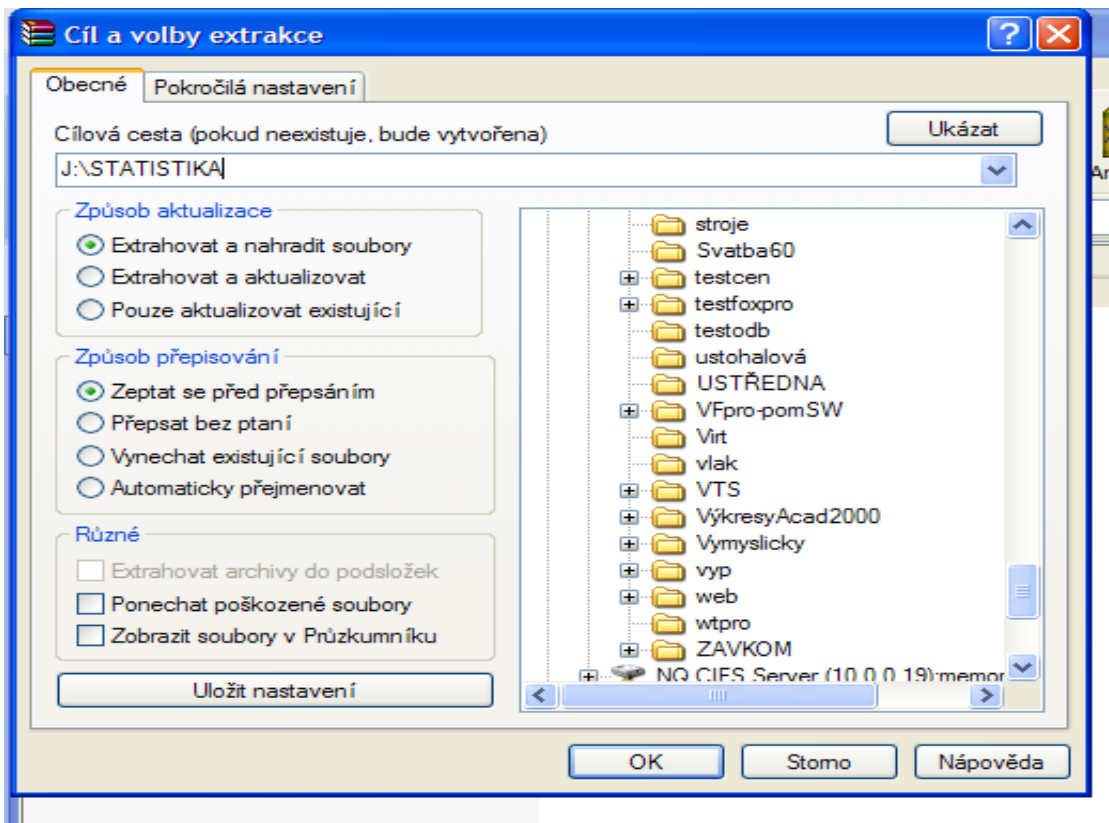 Cíl a volby extrakce
Obecné
Pokročilá nastavení
Cílová cesta (pokud neexistuje, bude vytvořena)
Ukázat
J:\STATISTIKA
Způsob aktualizace
Extrahovat a nahradit soubory
Extrahovat a aktualizovat
Pouze aktualizovat existující
Způsob přepisování
Zeptat se před přepsáním
Přepsat bez ptaní
Vynechat existující soubory
Automaticky přejmenovat
Různé
Extrahovat archivy do podsložek
Ponechat poškozené soubory
Zobrazit soubory v Průzkumníku
Uložit nastavení
stroje
Svatba60
testcen
testfoxpro
testodb
ustohalová
USTŘEDNA
VFpro-pomSW
Virt
vlak
VTS
VýkresyAcad2000
Vymyslicky
vyp
web
wtpro
ZAVKOM
NQ CIFS Server (10.0.0.19):memor
OK
Storno
Nápověda